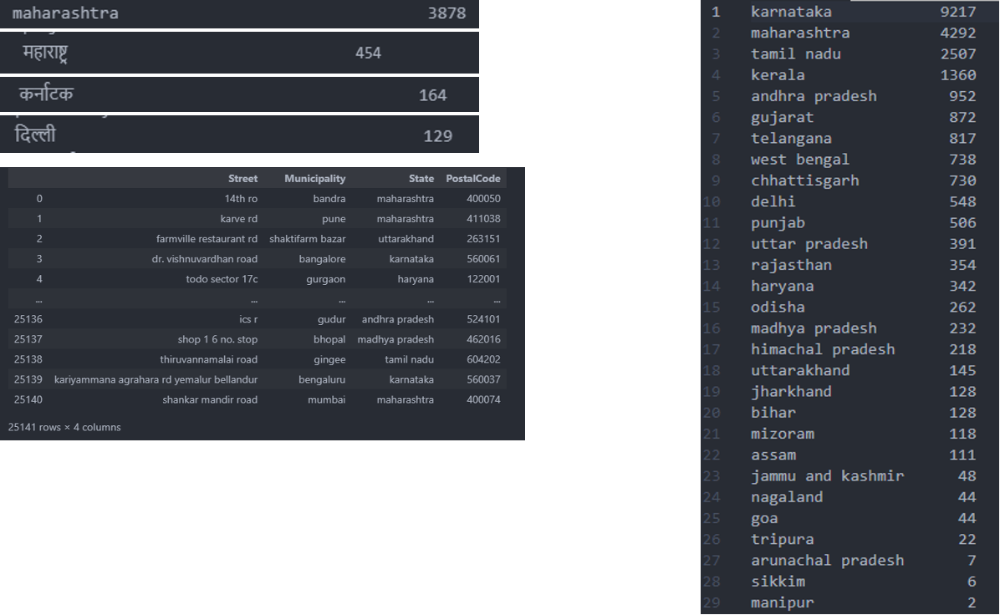 maharashtra 3878
महाराष्ट्र 454
कर्नाटक 164
दिल्ली 129
Street Municipality State PostalCode
0 14th ro bandra maharashtra 400050
1 karve rd pune maharashtra 411038
2 farmville restaurant rd shaktifarm bazar uttarakhand 263151
3 dr. vishnuvardhan road bangalore karnataka 560061
4 todo sector 17c gurgaon haryana 122001
... ... ... ... ...
25136 ics r gudur andhra pradesh 524101
25137 shop 1 6 no. stop bhopal madhya pradesh 462016
25138 thiruvannamalai road gingee tamil nadu 604202
25139 kariyammana agrahara rd yemalur bellandur bengaluru karnataka 560037
25140 shankar mandir road mumbai maharashtra 400074
25141 rows × 4 columns
1 karnataka 9217
2 maharashtra 4292
3 tamil nadu 2507
4 kerala 1360
5 andhra pradesh 952
6 gujarat 872
7 telangana 817
8 west bengal 738
9 chhattisgarh 730
10 delhi 548
11 punjab 506
12 uttar pradesh 391
13 rajasthan 354
14 haryana 342
15 odisha 262
16 madhya pradesh 232
17 himachal pradesh 218
18 uttarakhand 145
19 jharkhand 128
20 bihar 128
21 mizoram 118
22 assam 111
23 jammu and kashmir 48
24 nagaland 44
25 goa 44
26 tripura 22
27 arunachal pradesh 7
28 sikkim 6
29 manipur 2